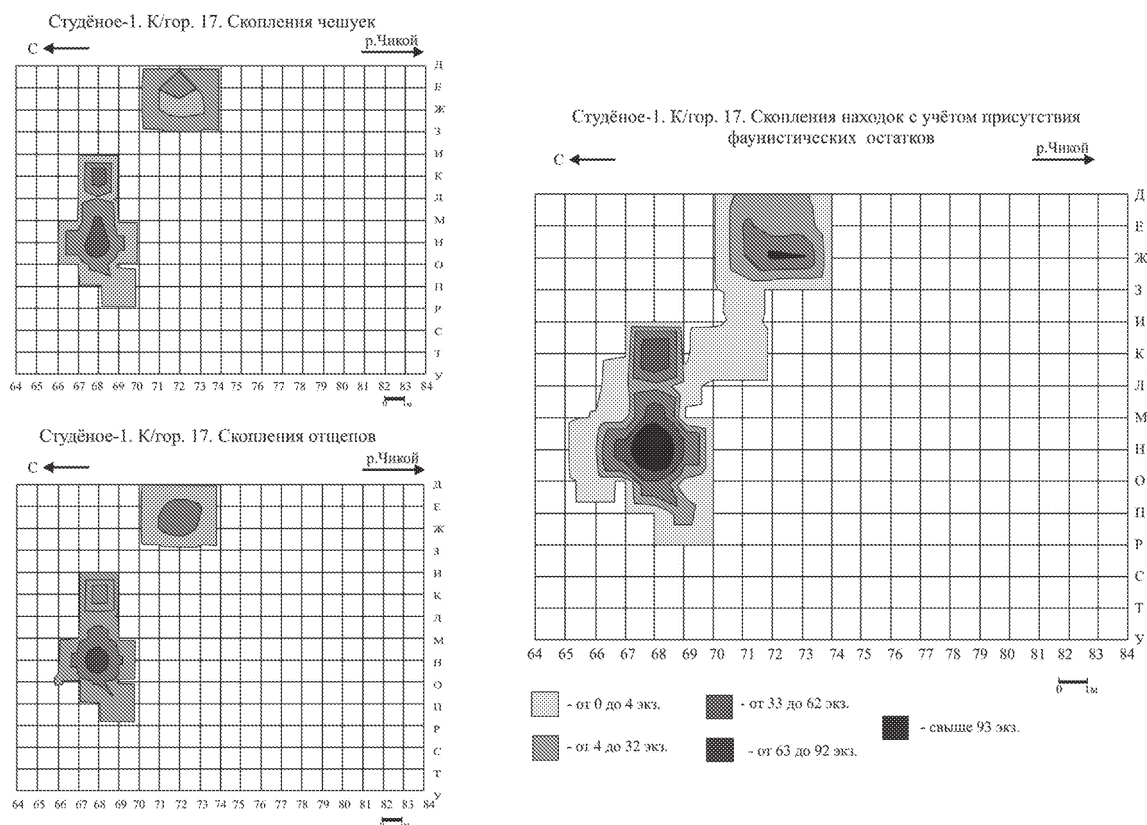 Студёное-1. К/гор. 17. Скопления чешуек
С
р.Чикой
Д
Е
Ж
З
И
К
Л
М
Н
О
П
Р
С
З
У
64 65 66 67 68 69 70 71 72 73 74 75 76 77 78 79 80 81 82 83 84
0 1м
Студёное-1. К/гор. 17. Скопления отщепов
С
р.Чикой
Д
Е
Ж
З
И
К
Л
М
Н
О
П
Р
С
Т
У
64 65 66 67 68 69 70 71 72 73 74 75 76 77 78 79 80 81 82 83 84
0 1м
Студёное-1. К/гор. 17. Скопления находок с учётом присутствия
фаунистических остатков
С
р.Чикой
Д
Е
Ж
З
И
К
Л
М
Н
О
П
Р
С
Т
У
64 65 66 67 68 69 70 71 72 73 74 75 76 77 78 79 80 81 82 83 84
0 1м
- от 0 до 4 экз.
- от 4 до 32 экз.
- от 33 до 62 экз.
- от 63 до 92 экз.
- свыше 93 экз.